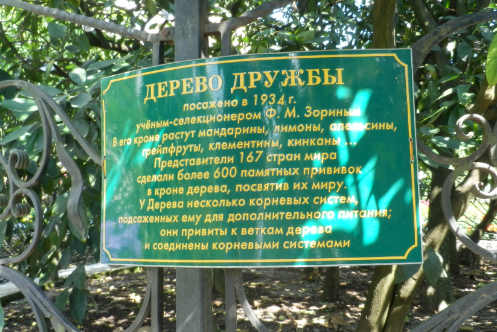 ДЕРЕВО ДРУЖБЫ
посажено в 1934 г.
учёным-селекционером Ф. М. Зориным
В его кроне растут мандарины, лимоны, апельсины,
грейпфруты, клементины, кинканы ...
Представители 167 стран мира
сделали более 600 памятных прививок
в кроне дерева, посвятив их миру.
У Дерева несколько корневых систем,
подсаженных ему для дополнительного питания;
они привиты к веткам дерева
и соединены корневыми системами